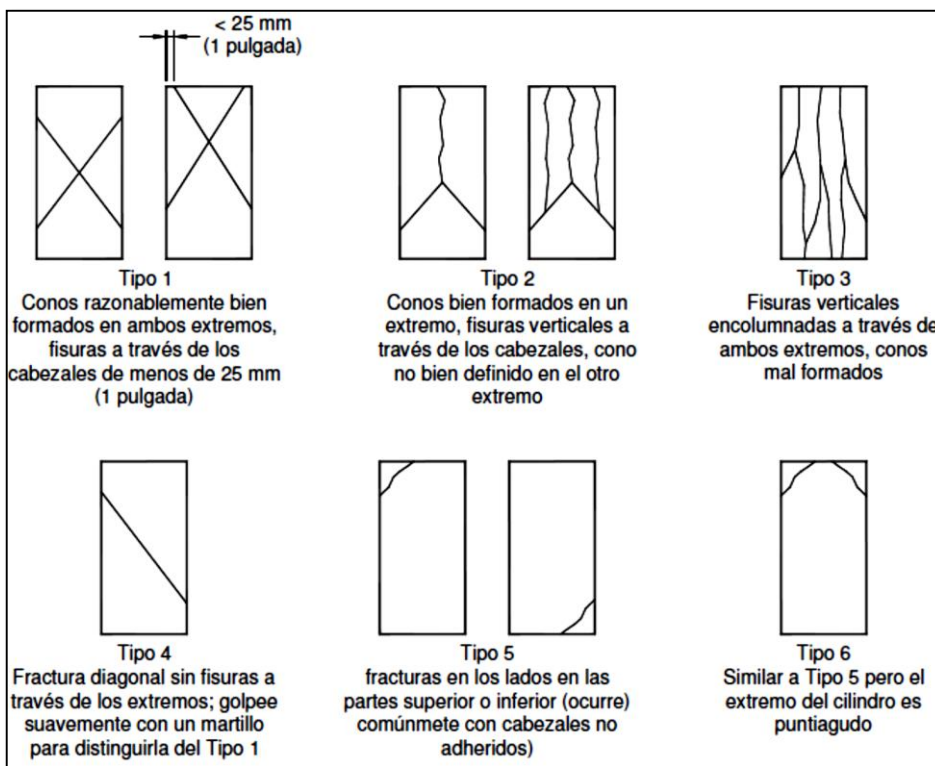 < 25 mm
(1 pulgada)
Tipo 1
Conos razonablemente bien
formados en ambos extremos,
fisuras a través de los
cabezales de menos de 25 mm
(1 pulgada)
Tipo 2
Conos bien formados en un
extremo, fisuras verticales a
través de los cabezales, cono
no bien definido en el otro
extremo
Tipo 3
Fisuras verticales
encolumnadas a través de
ambos extremos, conos
mal formados
Tipo 4
Fractura diagonal sin fisuras a
través de los extremos; golpee
suavemente con un martillo
para distinguirla del Tipo 1
Tipo 5
fracturas en los lados en las
partes superior o inferior (ocurre)
comúnmete con cabezales no
adheridos)
Tipo 6
Similar a Tipo 5 pero el
extremo del cilindro es
puntiagudo